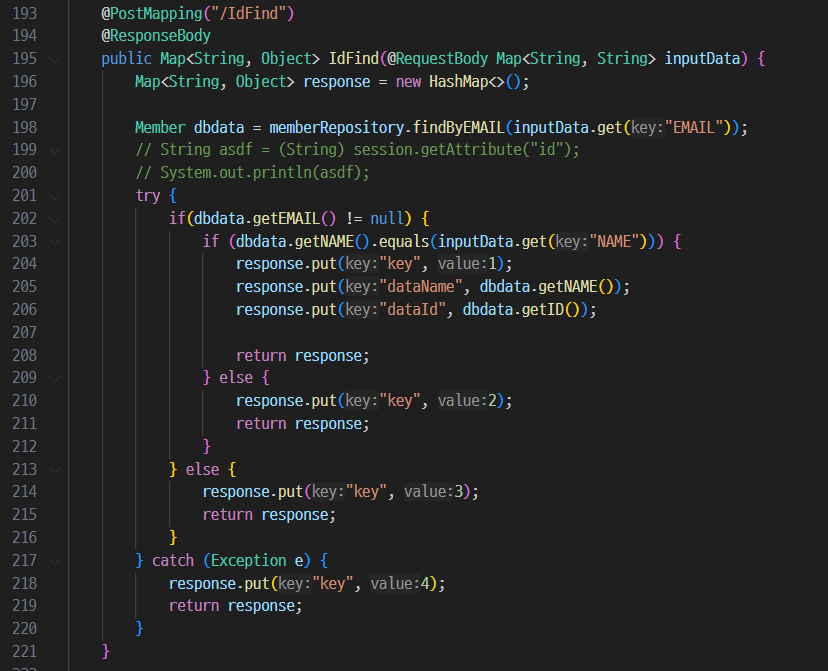 193 @PostMapping("/IdFind")
194 @ResponseBody
195 public Map<String, Object> IdFind(@RequestBody Map<String, String> inputData) {
196 Map<String, Object> response = new HashMap<>();
197
198 Member dbdata = memberRepository.findByEMAIL(inputData.get(key:"EMAIL"));
199 // String asdf = (String) session.getAttribute("id");
200 // System.out.println(asdf);
201 try {
202 if(dbdata.getEMAIL() != null) {
203 if (dbdata.getNAME().equals(inputData.get(key:"NAME"))) {
204 response.put(key:"key", value:1);
205 response.put(key:"dataName", dbdata.getNAME());
206 response.put(key:"dataId", dbdata.getID());
207
208 return response;
209 } else {
210 response.put(key:"key", value:2);
211 return response;
212 }
213 } else {
214 response.put(key:"key", value:3);
215 return response;
216 }
217 } catch (Exception e) {
218 response.put(key:"key", value:4);
219 return response;
220 }
221 }